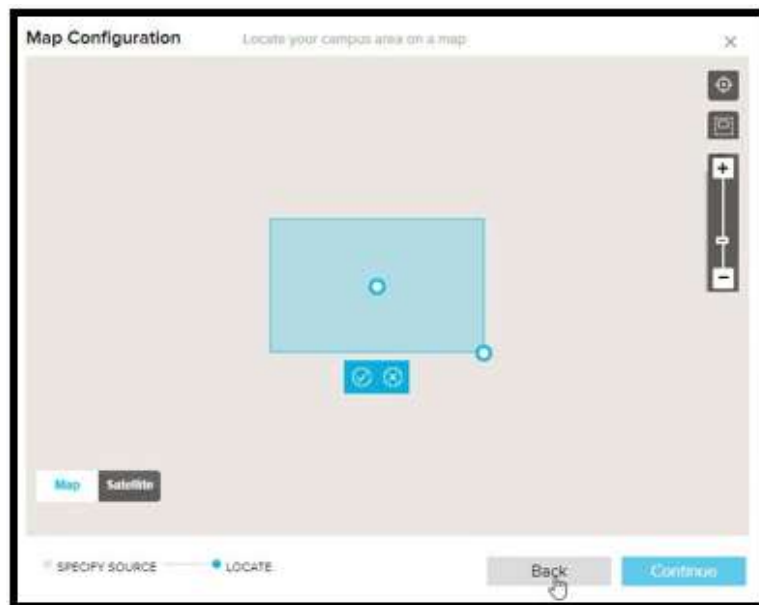 Map Configuration
Locate your campus area on a map
Map
Satellite
SPECIFY SOURCE
LOCATE
Back
Continue